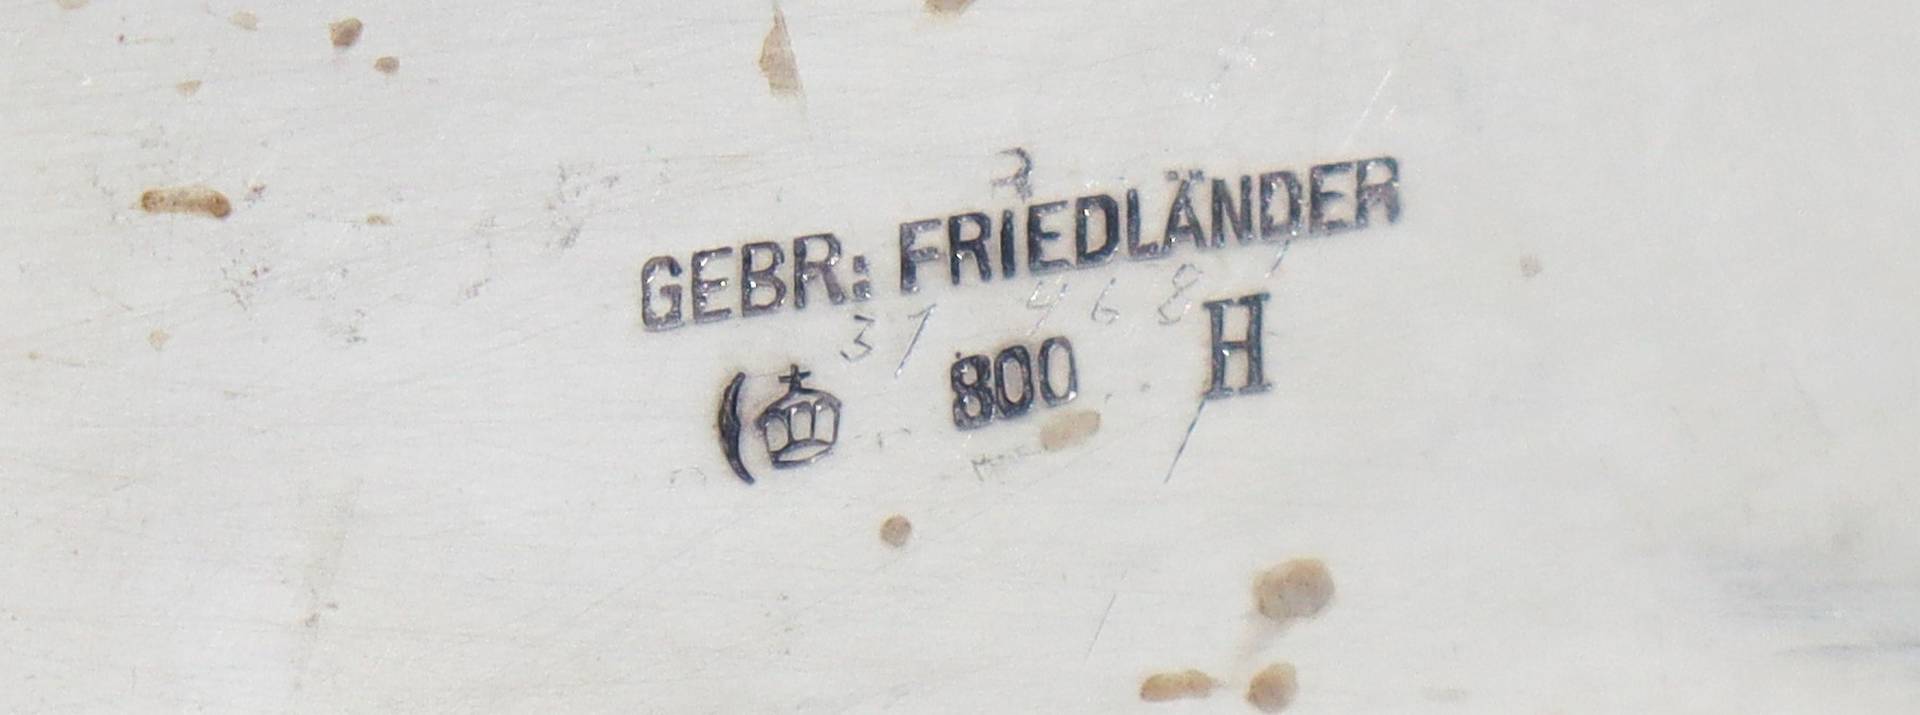 GEBR: FRIEDLÄNDER
800 H